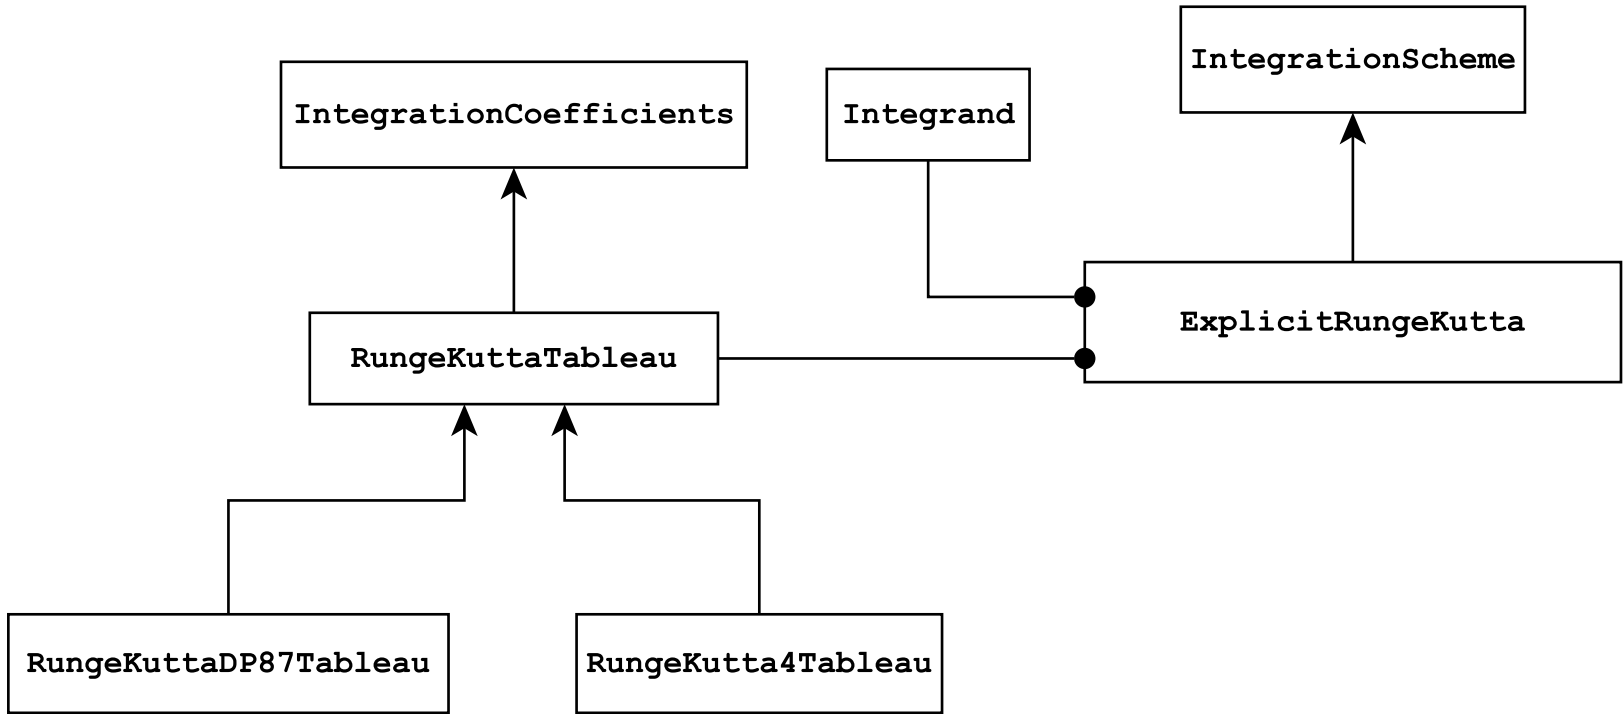 IntegrationScheme
IntegrationCoefficients
Integrand
ExplicitRungeKutta
RungeKuttaTableau
RungeKuttaDP87Tableau
RungeKutta4Tableau